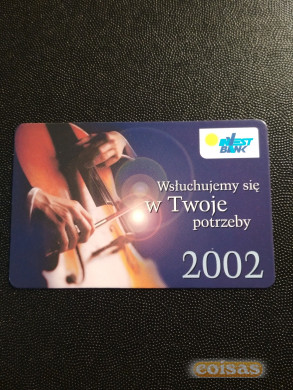 INVEST
BANK
Wsłuchujemy się
w Twoje
potrzeby
2002
coisas